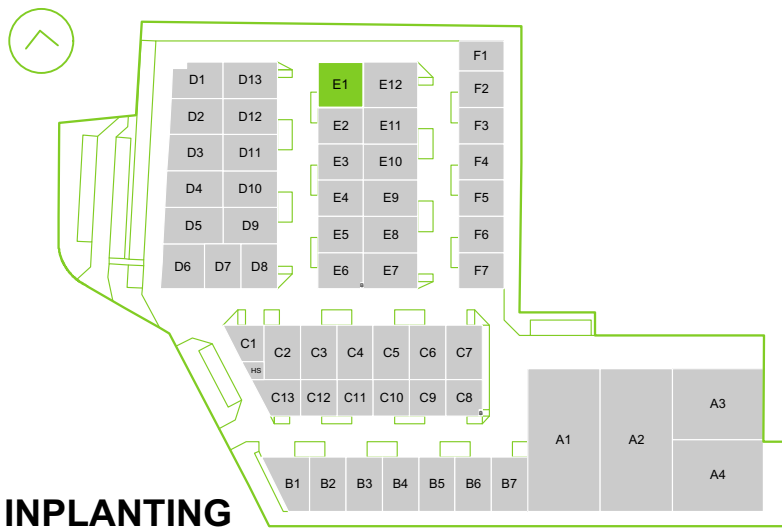 F1
D1 D13 E1 E12 F2
D2 D12 E2 E11 F3
D3 D11 E3 E10 F4
D4 D10 E4 E9 F5
D5 D9 E5 E8 F6
D6 D7 D8 E6 E7 F7
C1 C2 C3 C4 C5 C6 C7
HS
C13 C12 C11 C10 C9 C8
A1 A2 A3
A4
B1 B2 B3 B4 B5 B6 B7
INPLANTING